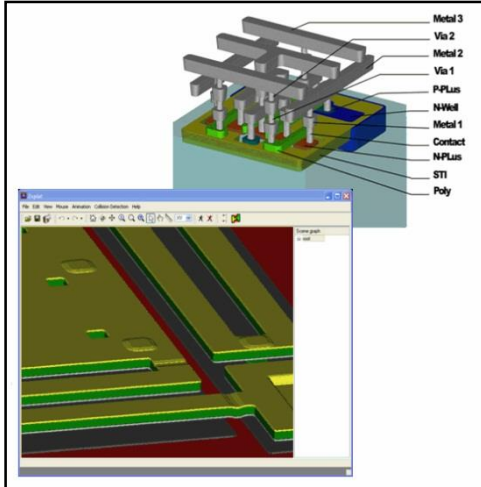 Metal 3
Via 2
Metal 2
Via 1
P-PLus
N-Well
Metal 1
Contact
N-PLus
STI
Poly
File Edit View Mouse Animation Collision Detection Help
Scene graph
root